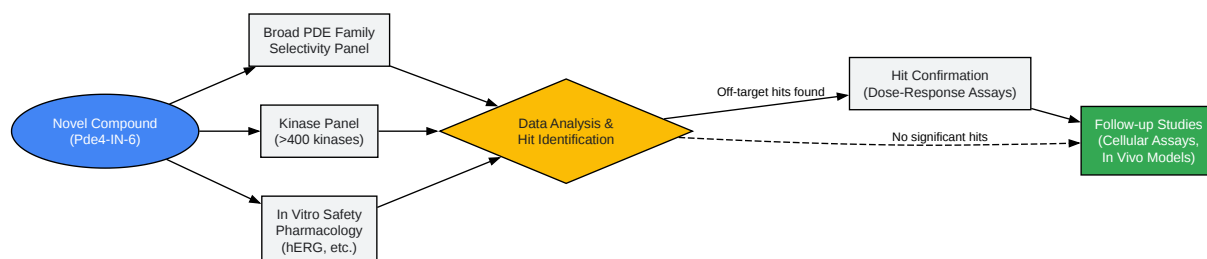 Novel Compound
(Pde4-IN-6)
Broad PDE Family
Selectivity Panel
Kinase Panel
(>400 kinases)
In Vitro Safety
Pharmacology
(hERG, etc.)
Data Analysis &
Hit Identification
Off-target hits found
No significant hits
Hit Confirmation
(Dose-Response Assays)
Follow-up Studies
(Cellular Assays,
In Vivo Models)